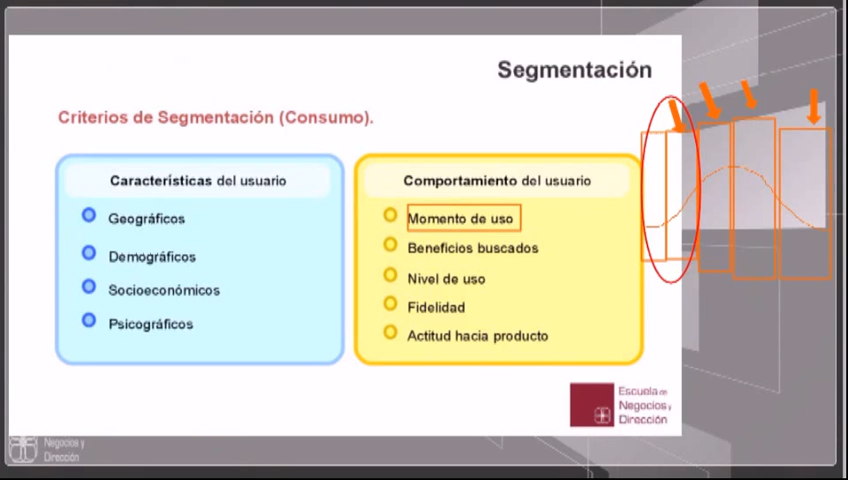 Segmentación
Criterios de Segmentación (Consumo).
Características del usuario
Geográficos
Demográficos
Socioeconómicos
Psicográficos
Comportamiento del usuario
Momento de uso
Beneficios buscados
Nivel de uso
Fidelidad
Actitud hacia producto
Escuela de
Negocios y
Dirección
Negocios y
Dirección